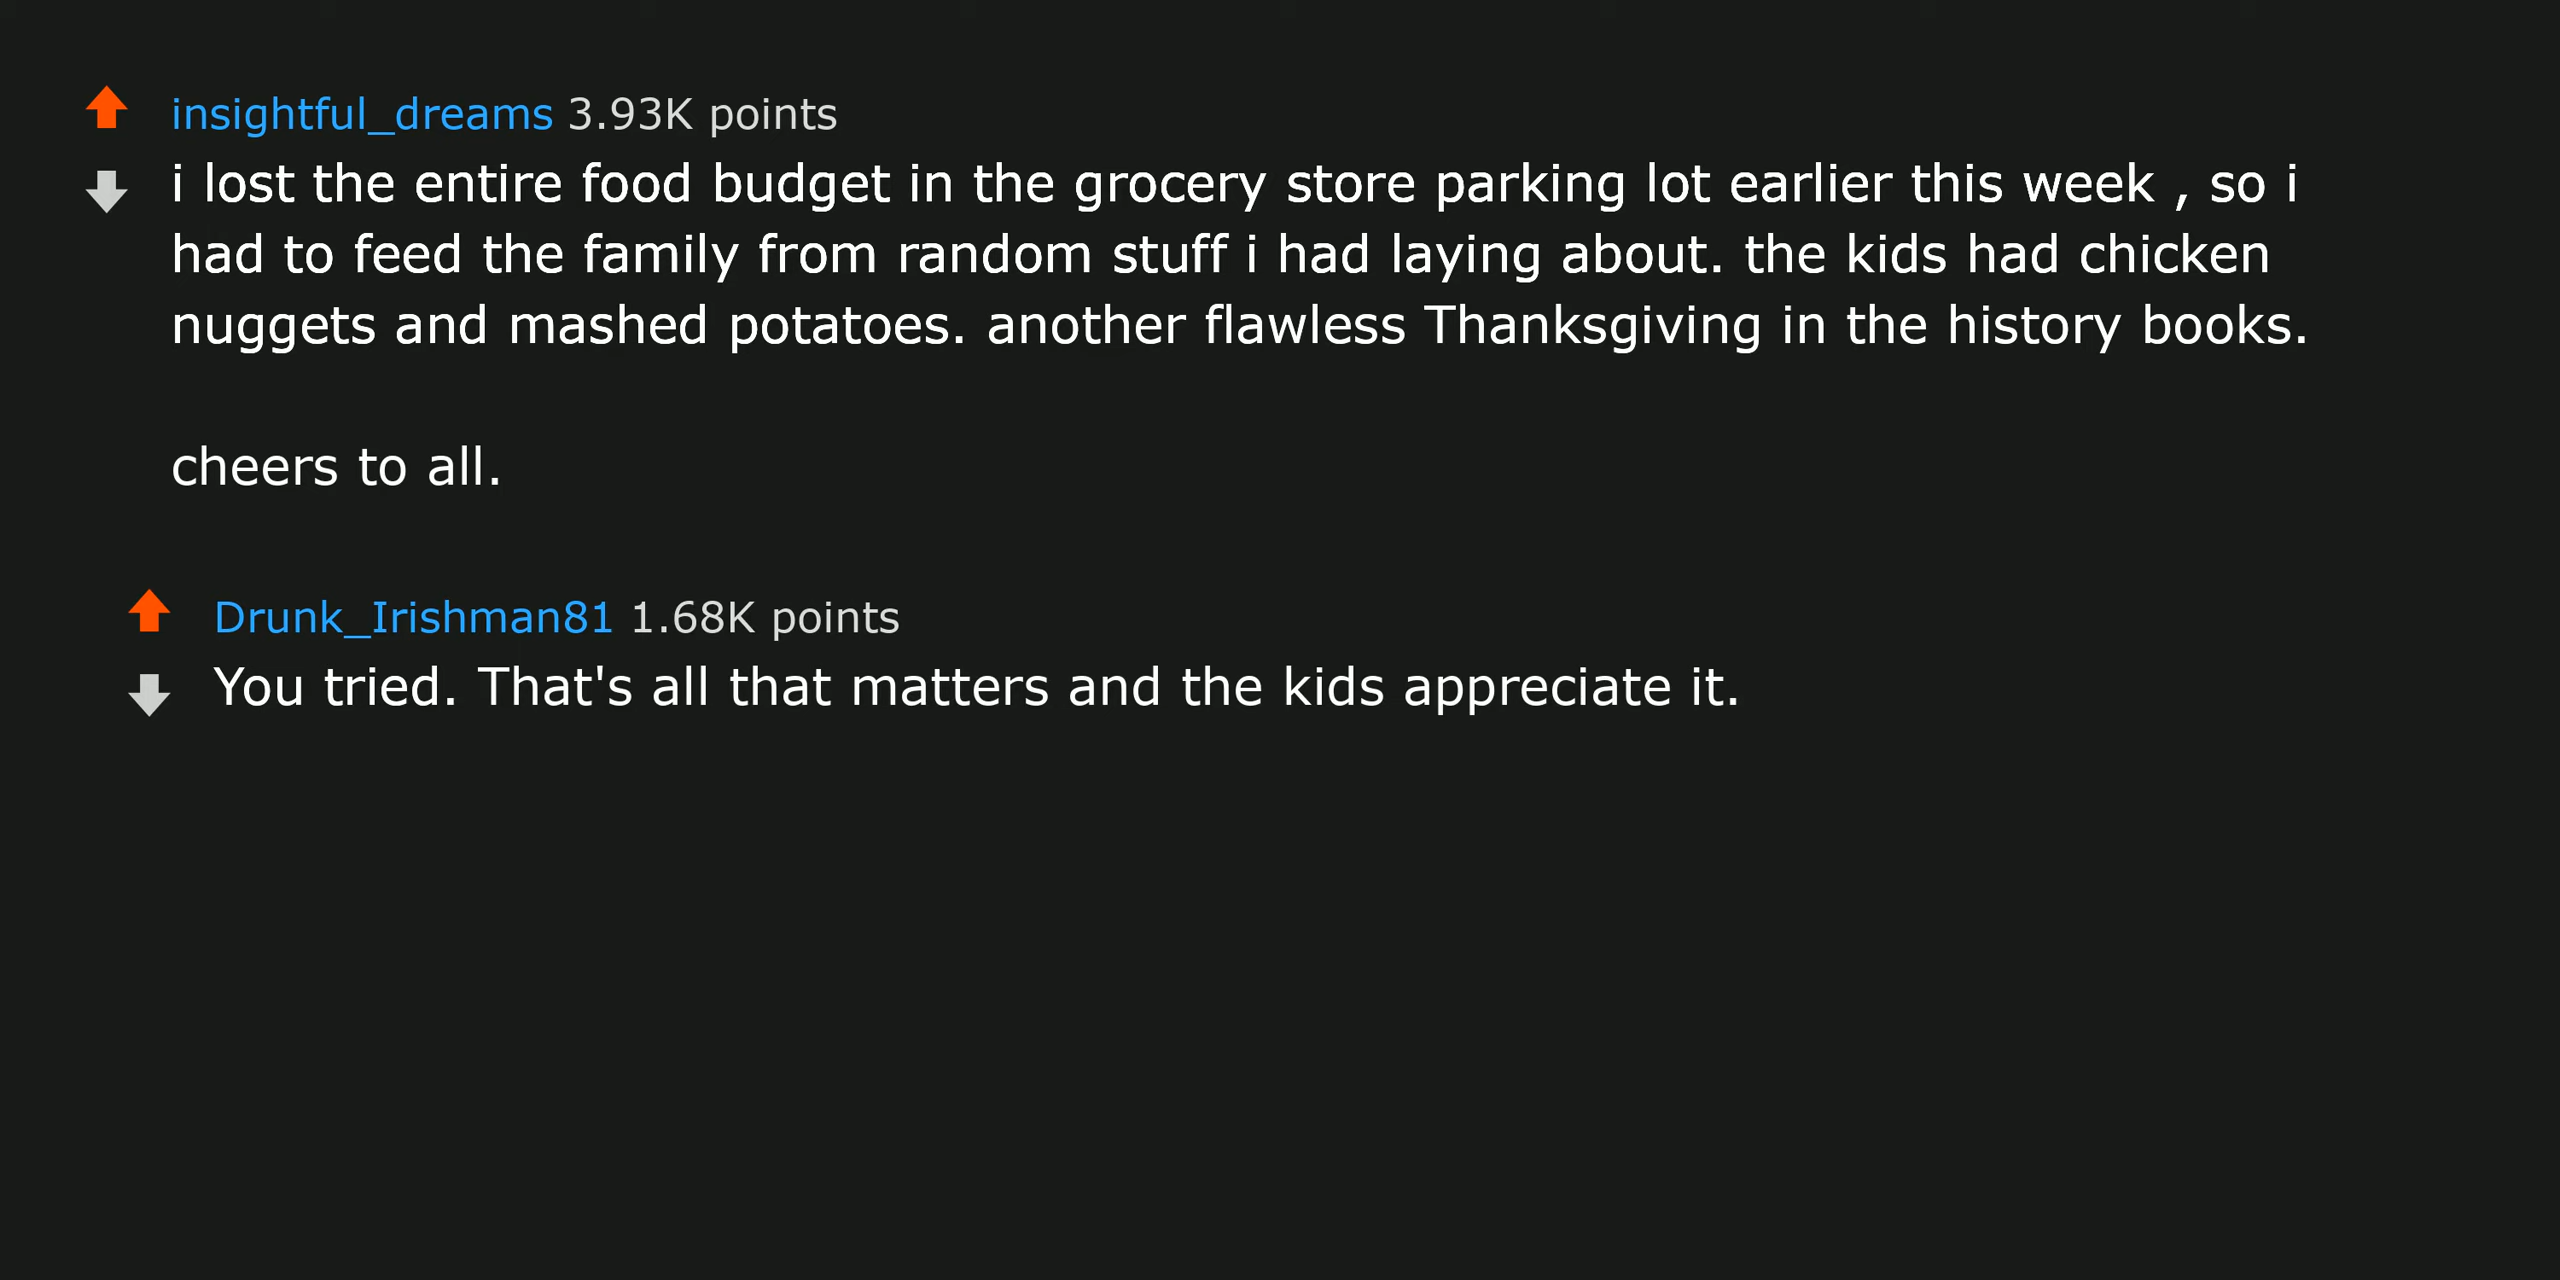 insightful_dreams 3.93K points
i lost the entire food budget in the grocery store parking lot earlier this week , so i
had to feed the family from random stuff i had laying about. the kids had chicken
nuggets and mashed potatoes. another flawless Thanksgiving in the history books.
cheers to all.
Drunk_Irishman81 1.68K points
You tried. That's all that matters and the kids appreciate it.